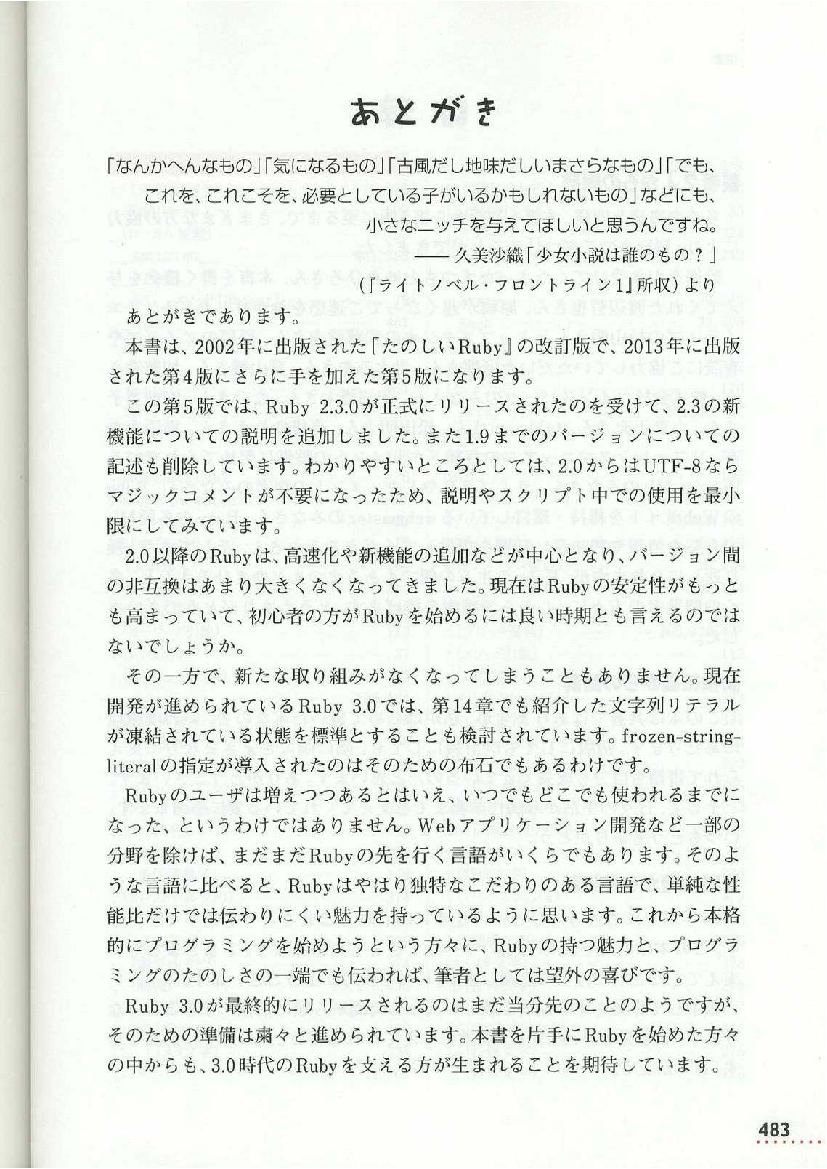 あとがき
「なんかへんなもの」「気になるもの」「古風だし地味だしいまさらなもの」「でも、
これを、これこそを、必要としている子がいるかもしれないもの」などにも、
小さなニッチを与えてほしいと思うんですね。
―― 久美沙織「少女小説は誰のもの？」
（『ライトノベル・フロントライン1』所収）より
あとがきであります。
本書は、2002年に出版された『たのしいRuby』の改訂版で、2013年に出版
された第4版にさらに手を加えた第5版になります。
この第5版では、Ruby 2.3.0が正式にリリースされたのを受けて、2.3の新
機能についての説明を追加しました。また1.9までのバージョンについての
記述も削除しています。わかりやすいところとしては、2.0からはUTF-8なら
マジックコメントが不要になったため、説明やスクリプト中での使用を最小
限にしてみています。
2.0以降のRubyは、高速化や新機能の追加などが中心となり、バージョン間
の非互換はあまり大きくなくなってきました。現在はRubyの安定性がもっと
も高まっていて、初心者の方がRubyを始めるには良い時期とも言えるのでは
ないでしょうか。
その一方で、新たな取り組みがなくなってしまうこともありません。現在
開発が進められているRuby 3.0では、第14章でも紹介した文字列リテラル
が凍結されている状態を標準とすることも検討されています。frozen-string-
literalの指定が導入されたのはそのための布石でもあるわけです。
Rubyのユーザは増えつつあるとはいえ、いつでもどこでも使われるまでに
なった、というわけではありません。Webアプリケーション開発など一部の
分野を除けば、まだまだRubyの先を行く言語がいくらでもあります。そのよ
うな言語に比べると、Rubyはやはり独特なこだわりのある言語で、単純な性
能比だけでは伝わりにくい魅力を持っているように思います。これから本格
的にプログラミングを始めようという方々に、Rubyの持つ魅力と、プログラ
ミングのたのしさの一端でも伝われば、筆者としては望外の喜びです。
Ruby 3.0が最終的にリリースされるのはまだ当分先のことのようですが、
そのための準備は粛々と進められています。本書を片手にRubyを始めた方々
の中からも、3.0時代のRubyを支える方が生まれることを期待しています。
483